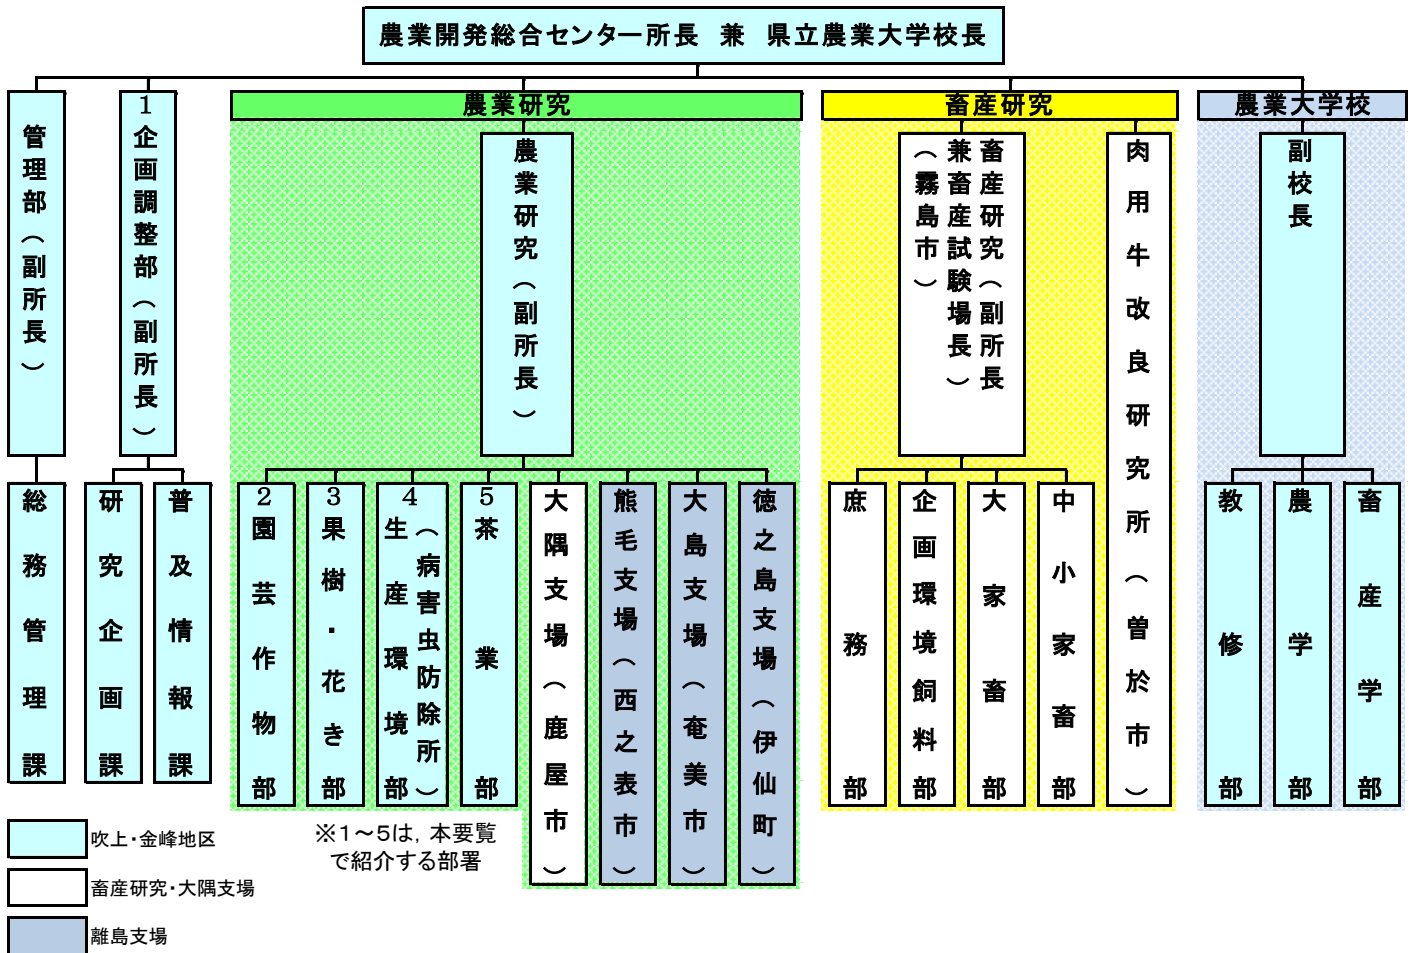 農業開発総合センター所長　兼　県立農業大学校長
管理部（副所長）
1企画調整部（副所長）
農業研究
畜産研究
農業大学校
農業研究（副所長）
畜産研究（副所長
兼畜産試験場長）
（霧島市）
肉用牛改良研究所（曽於市）
副校長
総務管理課
研究企画課
普及情報課
2園芸作物部
3果樹・花き部
4生産環境部
（病害虫防除所）
5茶業部
大隅支場（鹿屋市）
熊毛支場（西之表市）
大島支場（奄美市）
徳之島支場（伊仙町）
庶務部
企画環境飼料部
大家畜部
中小家畜部
教修部
農学部
畜産学部
※1～5は，本要覧
で紹介する部署
吹上・金峰地区
畜産研究・大隅支場
離島支場